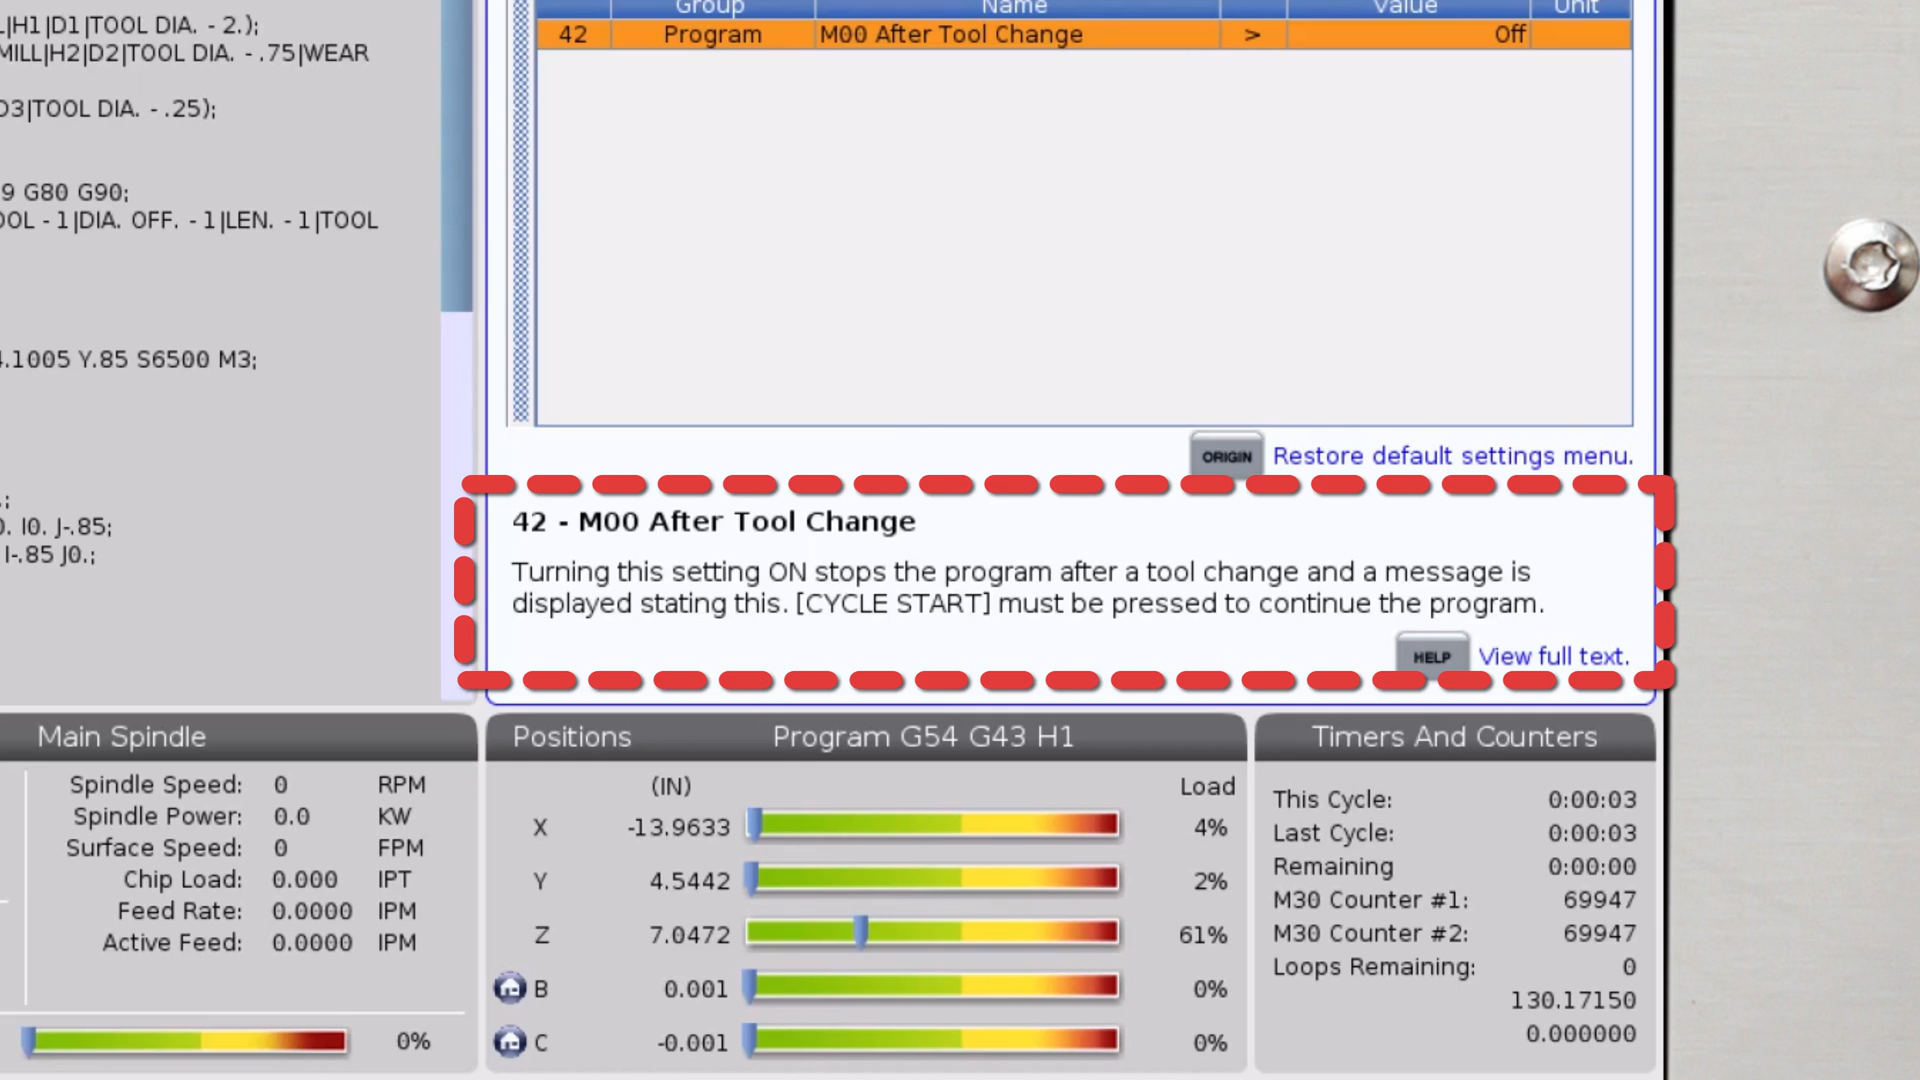 |H1|D1|TOOL DIA. - 2.);
MILL|H2|D2|TOOL DIA. - .75|WEAR
D3|TOOL DIA. - .25);
9 G80 G90;
OOL - 1|DIA. OFF. - 1|LEN. - 1|TOOL
4.1005 Y.85 S6500 M3;
.;
0. I0. J-.85;
I-.85 J0.;
Group Name Value Unit
42 Program M00 After Tool Change > Off
ORIGIN Restore default settings menu.
42 - M00 After Tool Change
Turning this setting ON stops the program after a tool change and a message is
displayed stating this. [CYCLE START] must be pressed to continue the program.
HELP View full text.
Main Spindle
Spindle Speed: 0 RPM
Spindle Power: 0.0 KW
Surface Speed: 0 FPM
Chip Load: 0.000 IPT
Feed Rate: 0.0000 IPM
Active Feed: 0.0000 IPM
0%
Positions Program G54 G43 H1
(IN) Load
X -13.9633 4%
Y 4.5442 2%
Z 7.0472 61%
B 0.001 0%
C -0.001 0%
Timers And Counters
This Cycle: 0:00:03
Last Cycle: 0:00:03
Remaining 0:00:00
M30 Counter #1: 69947
M30 Counter #2: 69947
Loops Remaining: 0
130.17150
0.000000